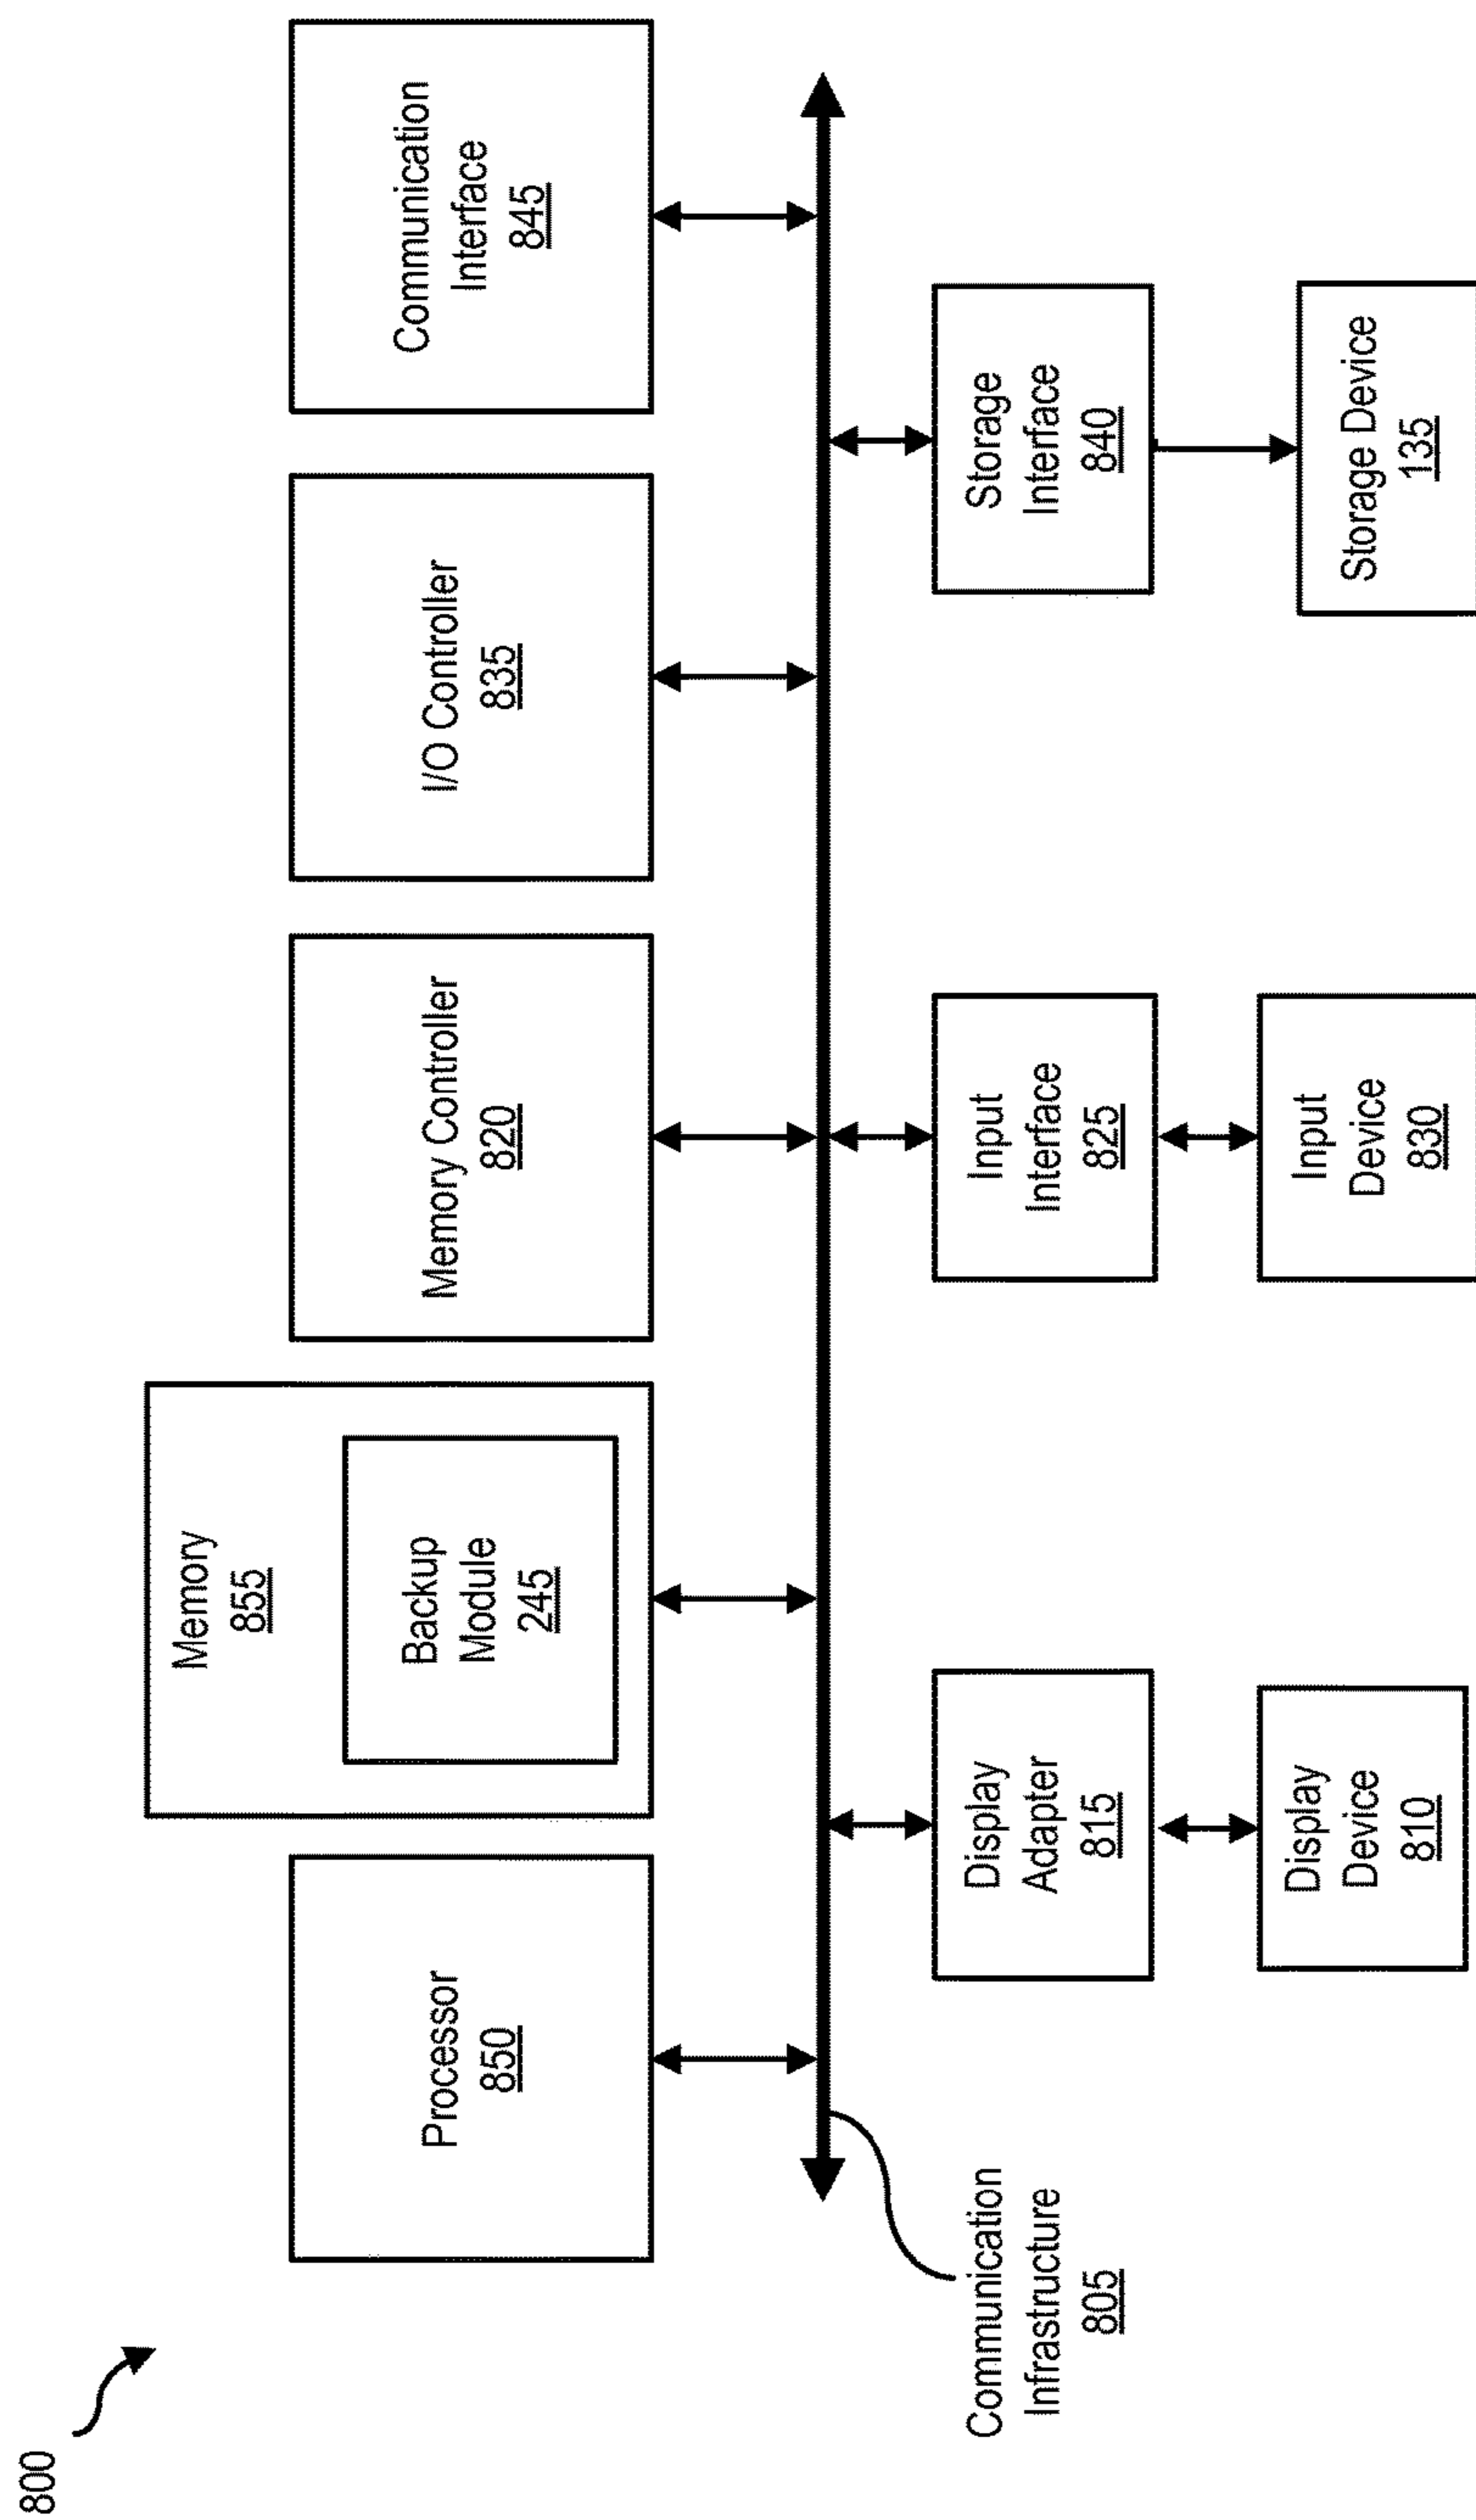 800
Processor
850
Memory
855
Backup
Module
245
Memory Controller
820
I/O Controller
835
Communication
Interface
845
Communication
Infrastructure
805
Display
Adapter
815
Input
Interface
825
Storage
Interface
840
Display
Device
810
Input
Device
830
Storage Device
135